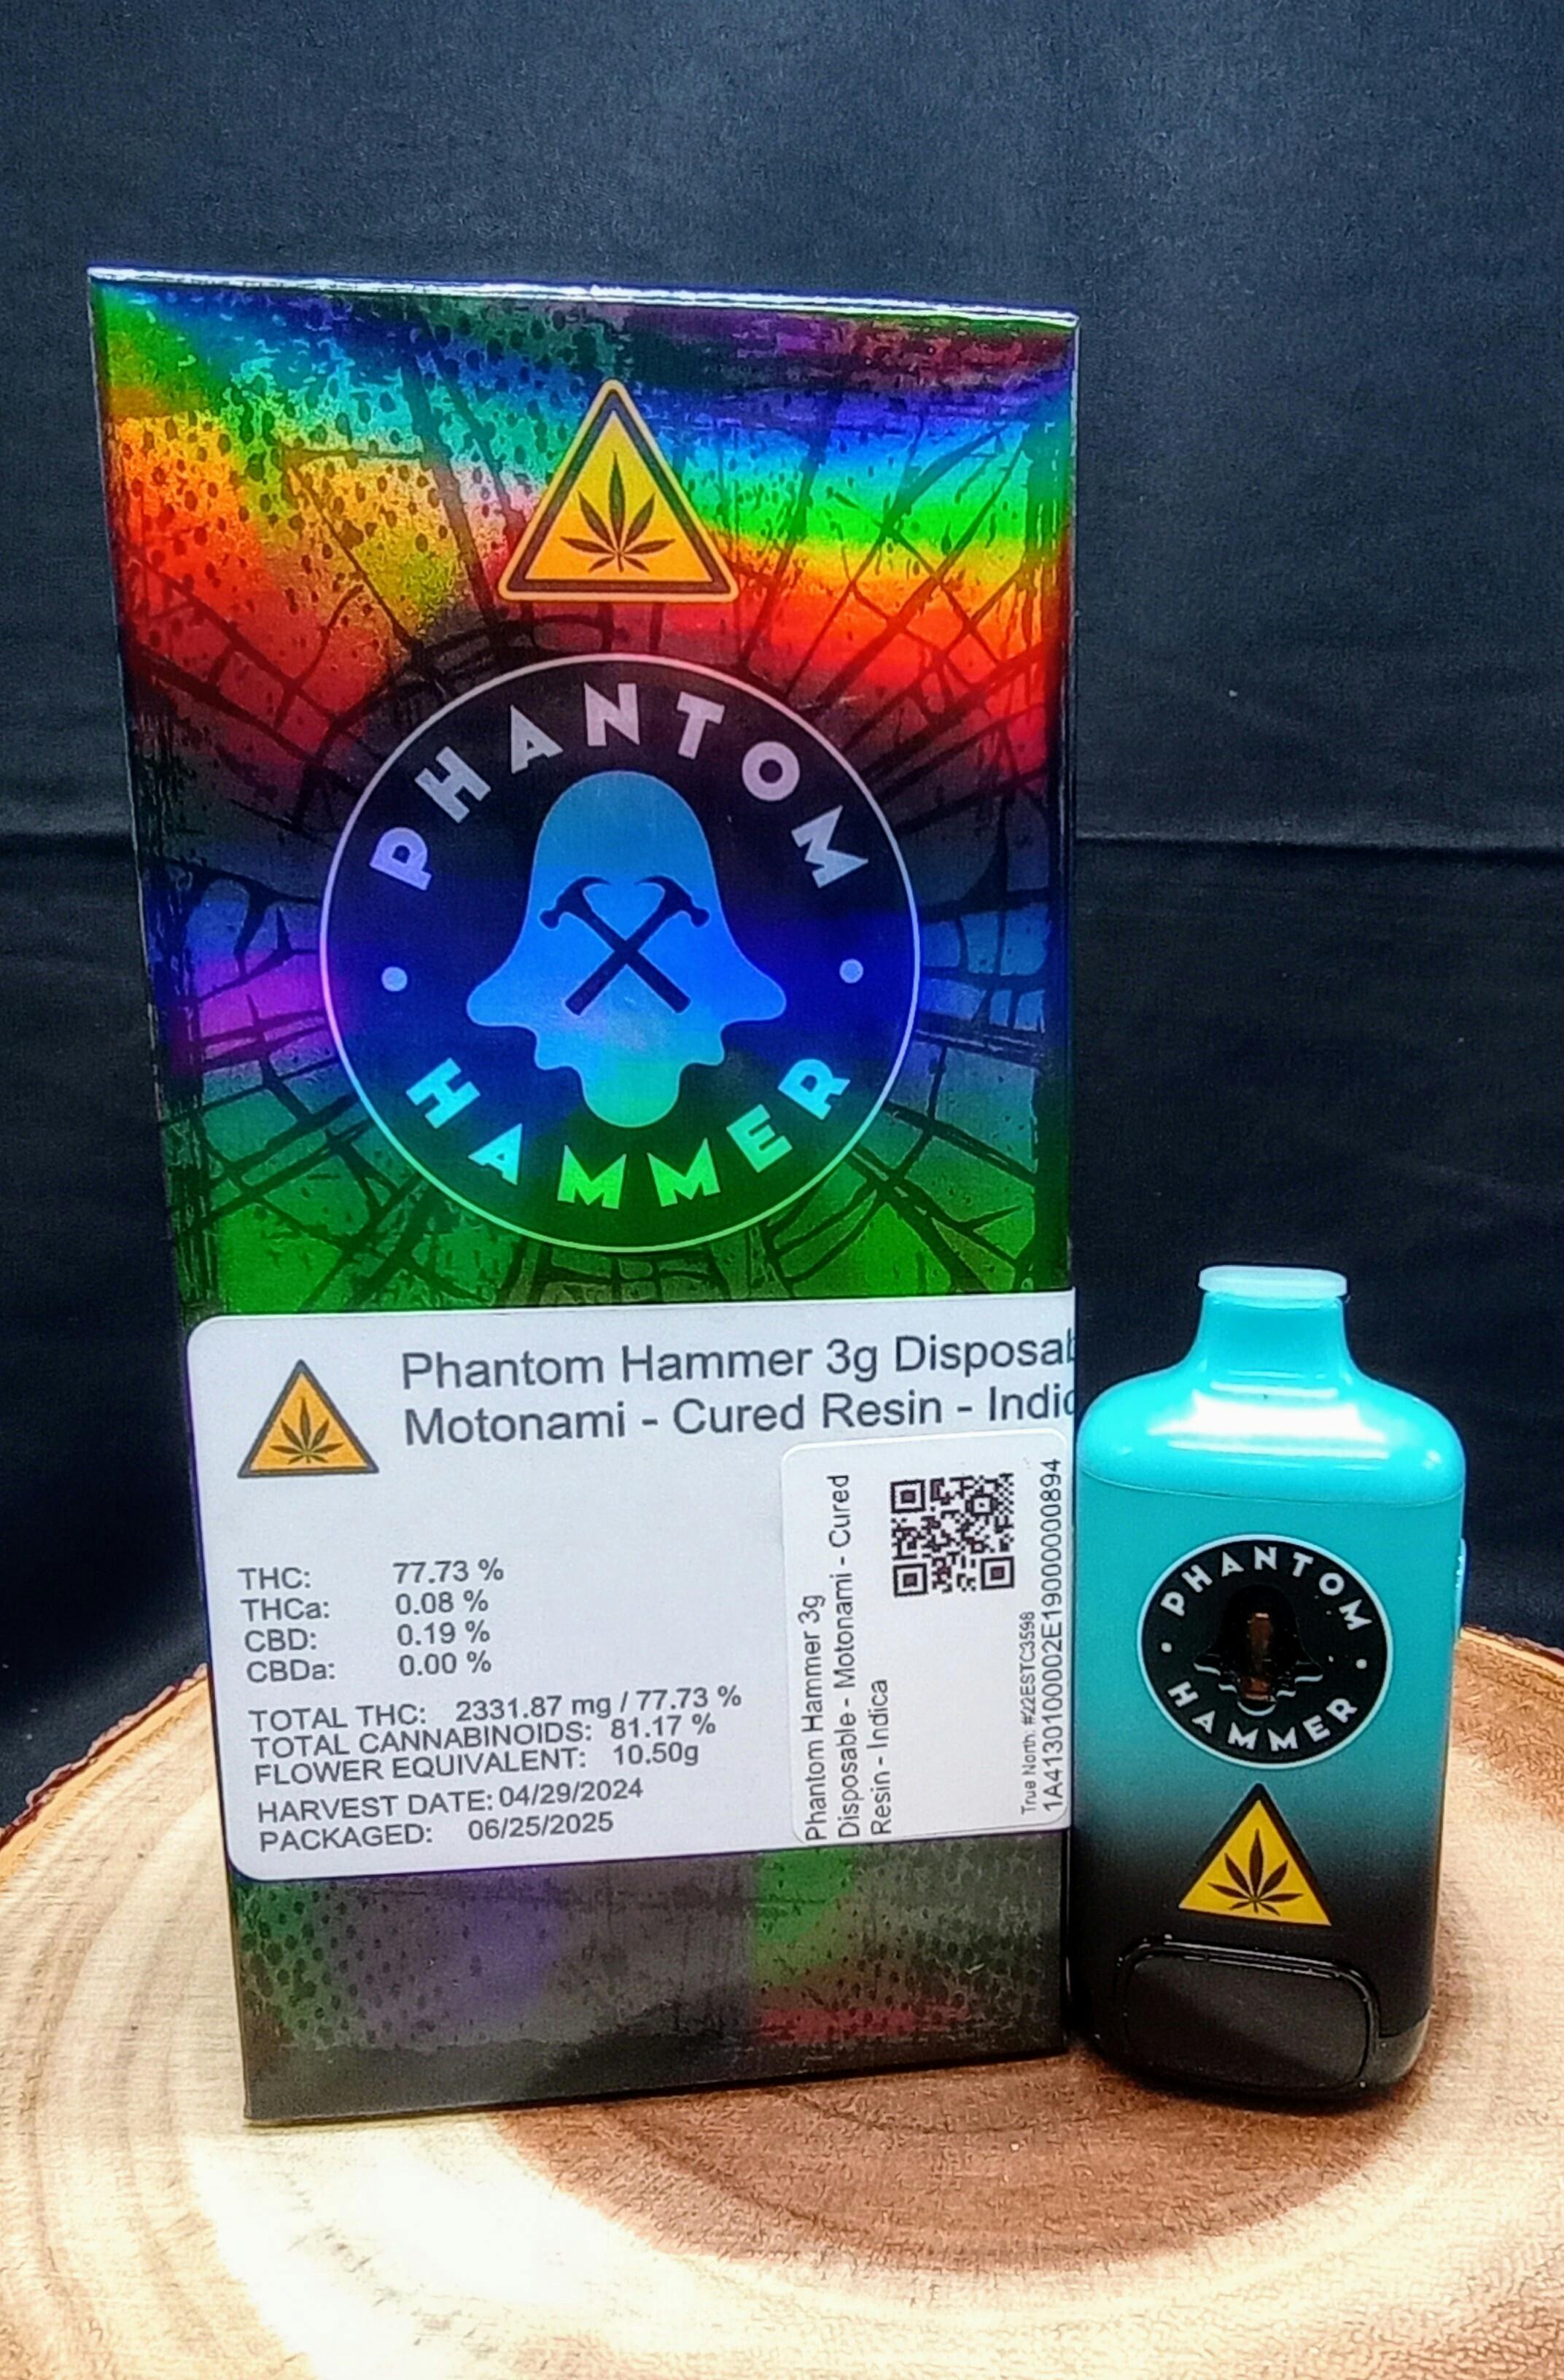 PHANTOM
HAMMER
Phantom Hammer 3g Disposab
Motonami - Cured Resin - Indic
THC: 77.73 %
THCa: 0.08 %
CBD: 0.19 %
CBDa: 0.00 %
TOTAL THC: 2331.87 mg / 77.73 %
TOTAL CANNABINOIDS: 81.17 %
FLOWER EQUIVALENT: 10.50g
HARVEST DATE: 04/29/2024
PACKAGED: 06/25/2025
Phantom Hammer 3g
Disposable - Motonami - Cured
Resin - Indica
True North: #22ESTC3598
1A4130100002E19000000894
PHANTOM
HAMMER